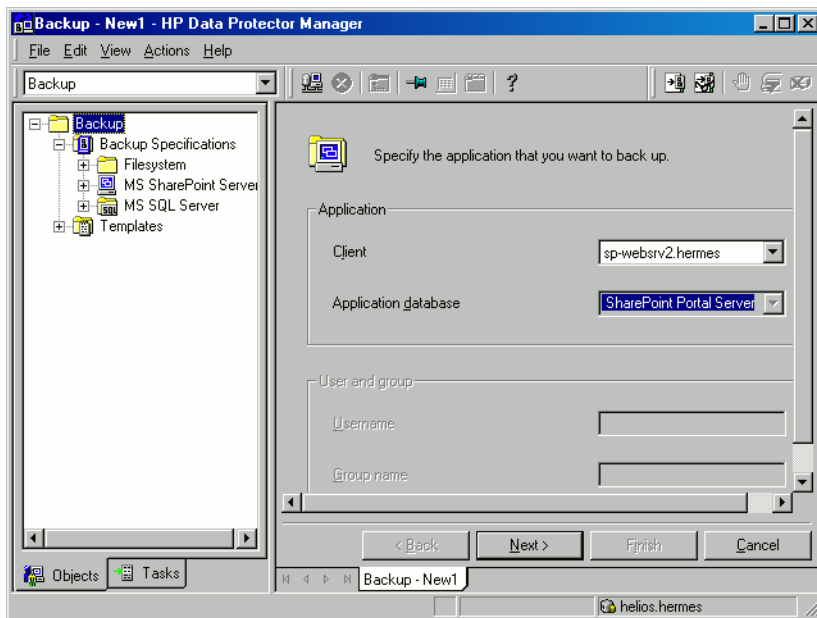 Backup - New1 - HP Data Protector Manager
File Edit View Actions Help
Backup
Backup
Backup Specifications
Filesystem
MS SharePoint Server
MS SQL Server
Templates
Specify the application that you want to back up.
Application
Client
sp-websrv2.hermes
Application database
SharePoint Portal Server
User and group
Username
Group name
< Back Next > Finish Cancel
Objects Tasks
Backup - New1
helios.hermes